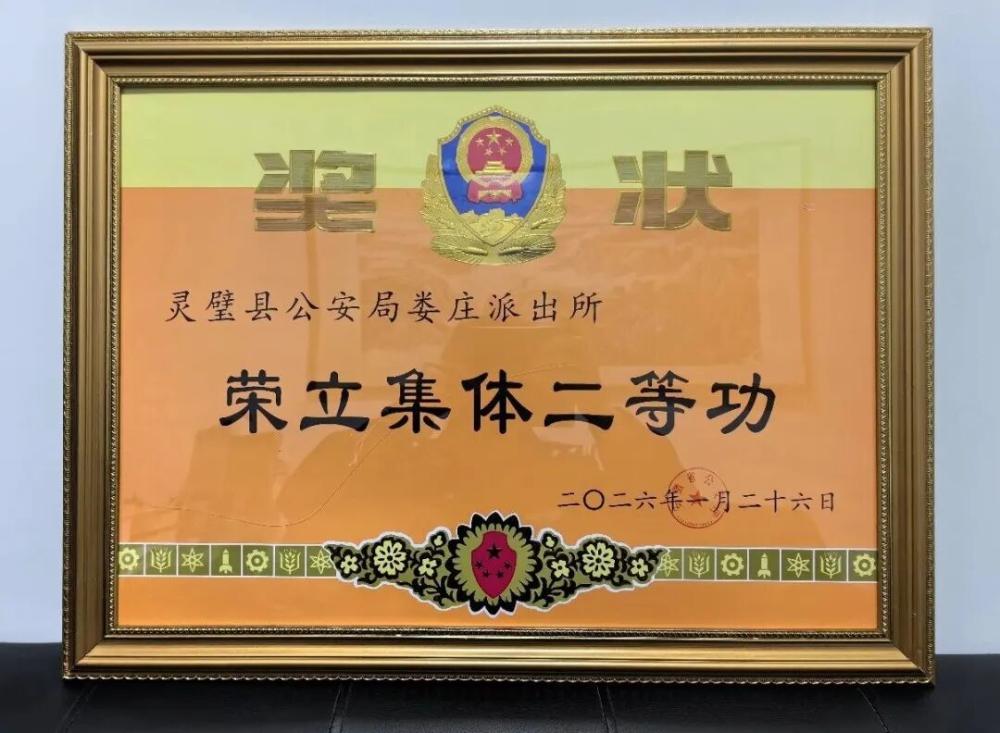 奖状
灵璧县公安局娄庄派出所
荣立集体二等功
二〇二六年一月二十六日